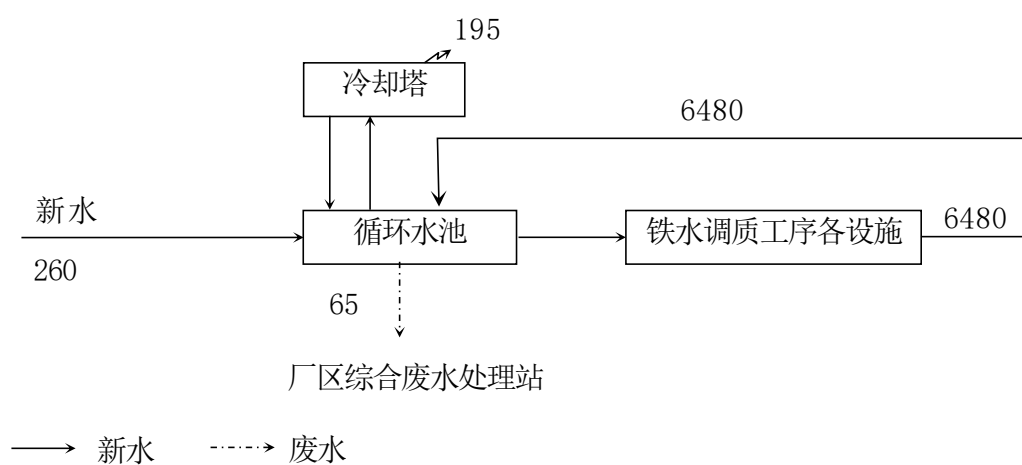 195
冷却塔
6480
新水
循环水池
铁水调质工序各设施
6480
260
65
厂区综合废水处理站
新水
废水